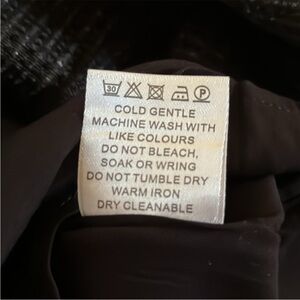 30 P
COLD GENTLE
MACHINE WASH WITH
LIKE COLOURS
DO NOT BLEACH,
SOAK OR WRING
DO NOT TUMBLE DRY
WARM IRON
DRY CLEANABLE